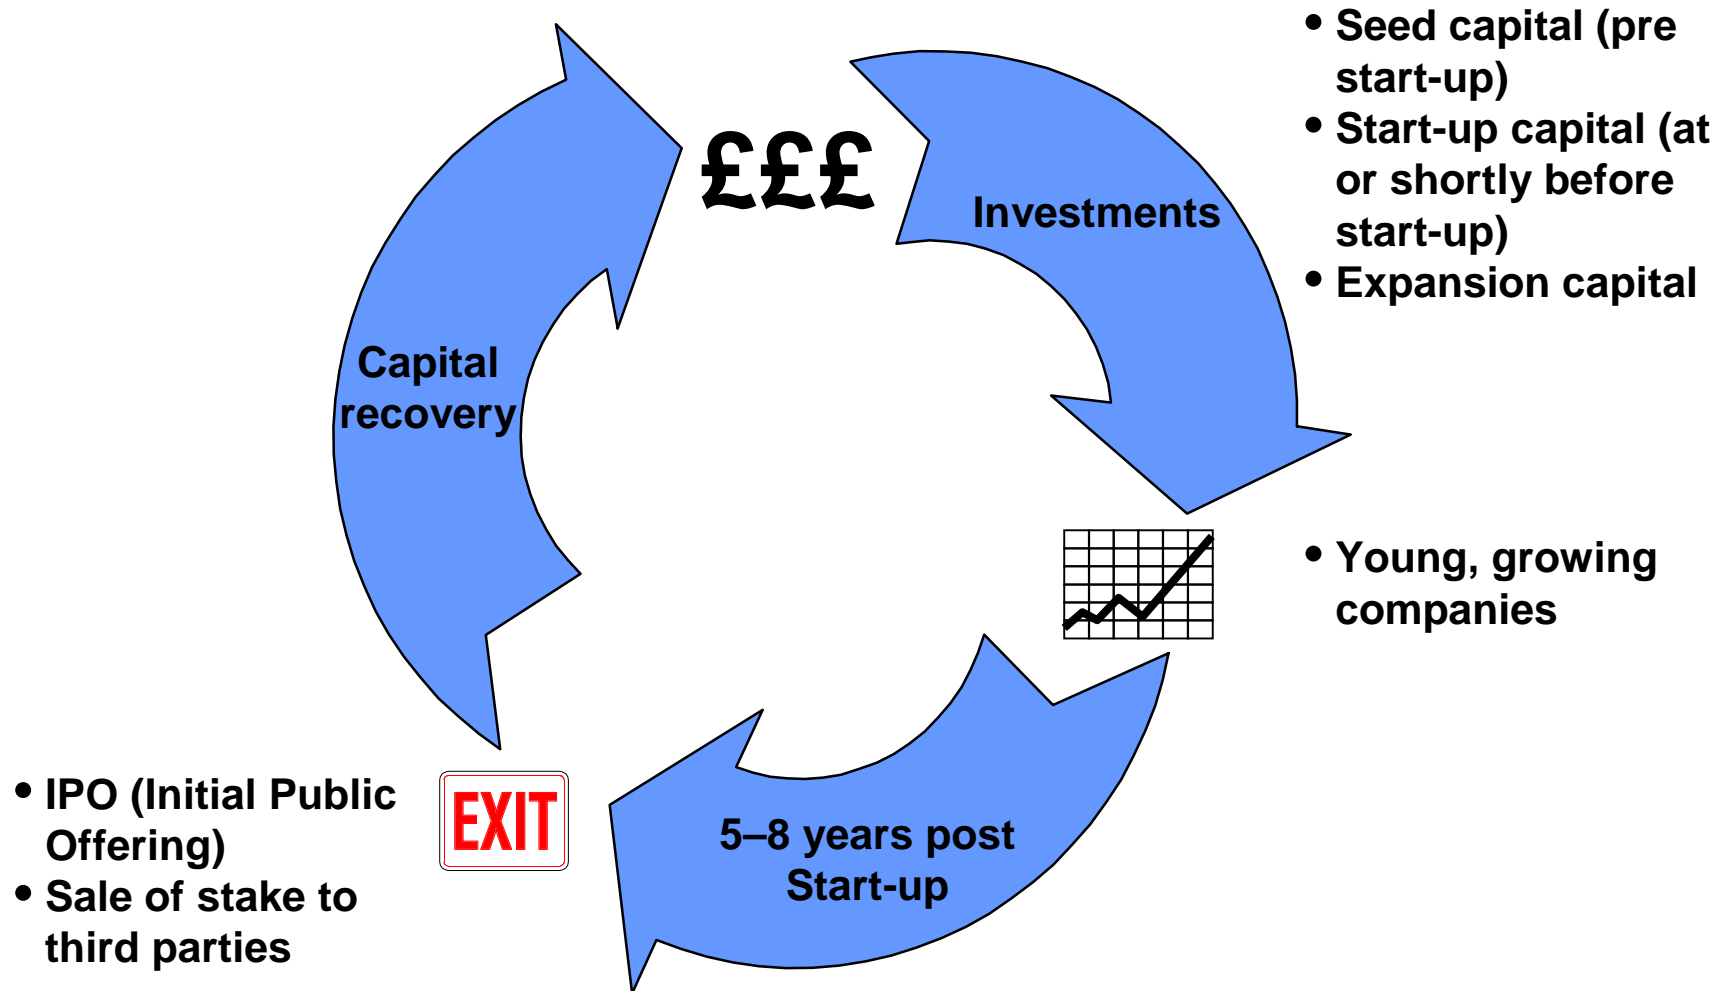 • Seed capital (pre
start-up)
• Start-up capital (at
or shortly before
start-up)
• Expansion capital
£££
Investments
Capital
recovery
• Young, growing
companies
• IPO (Initial Public
Offering)
• Sale of stake to
third parties
EXIT
5–8 years post
Start-up